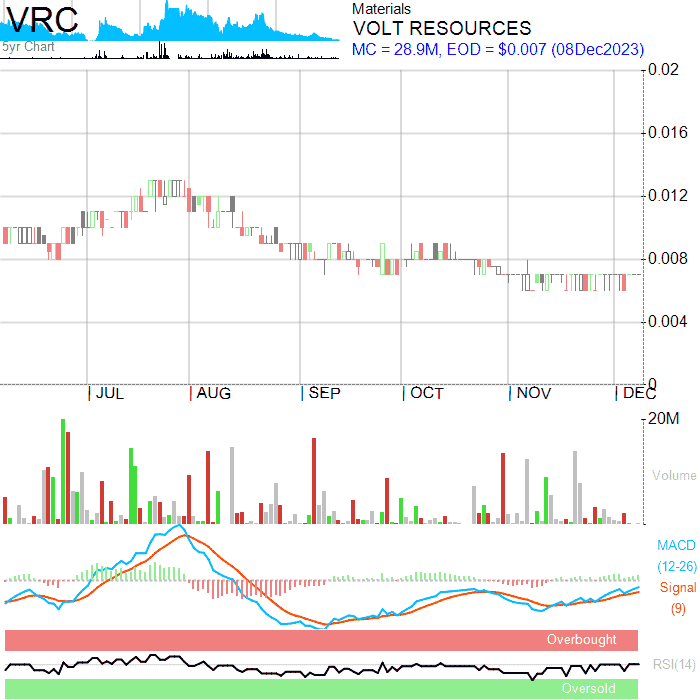 VRC
5yr Chart
Materials
VOLT RESOURCES
MC = 28.9M, EOD = $0.007 (08Dec2023)
0.02
0.016
0.012
0.008
0.004
0
JUL AUG SEP OCT NOV DEC
20M
Volume
MACD
(12-26)
Signal
(9)
Overbought
RSI(14)
Oversold